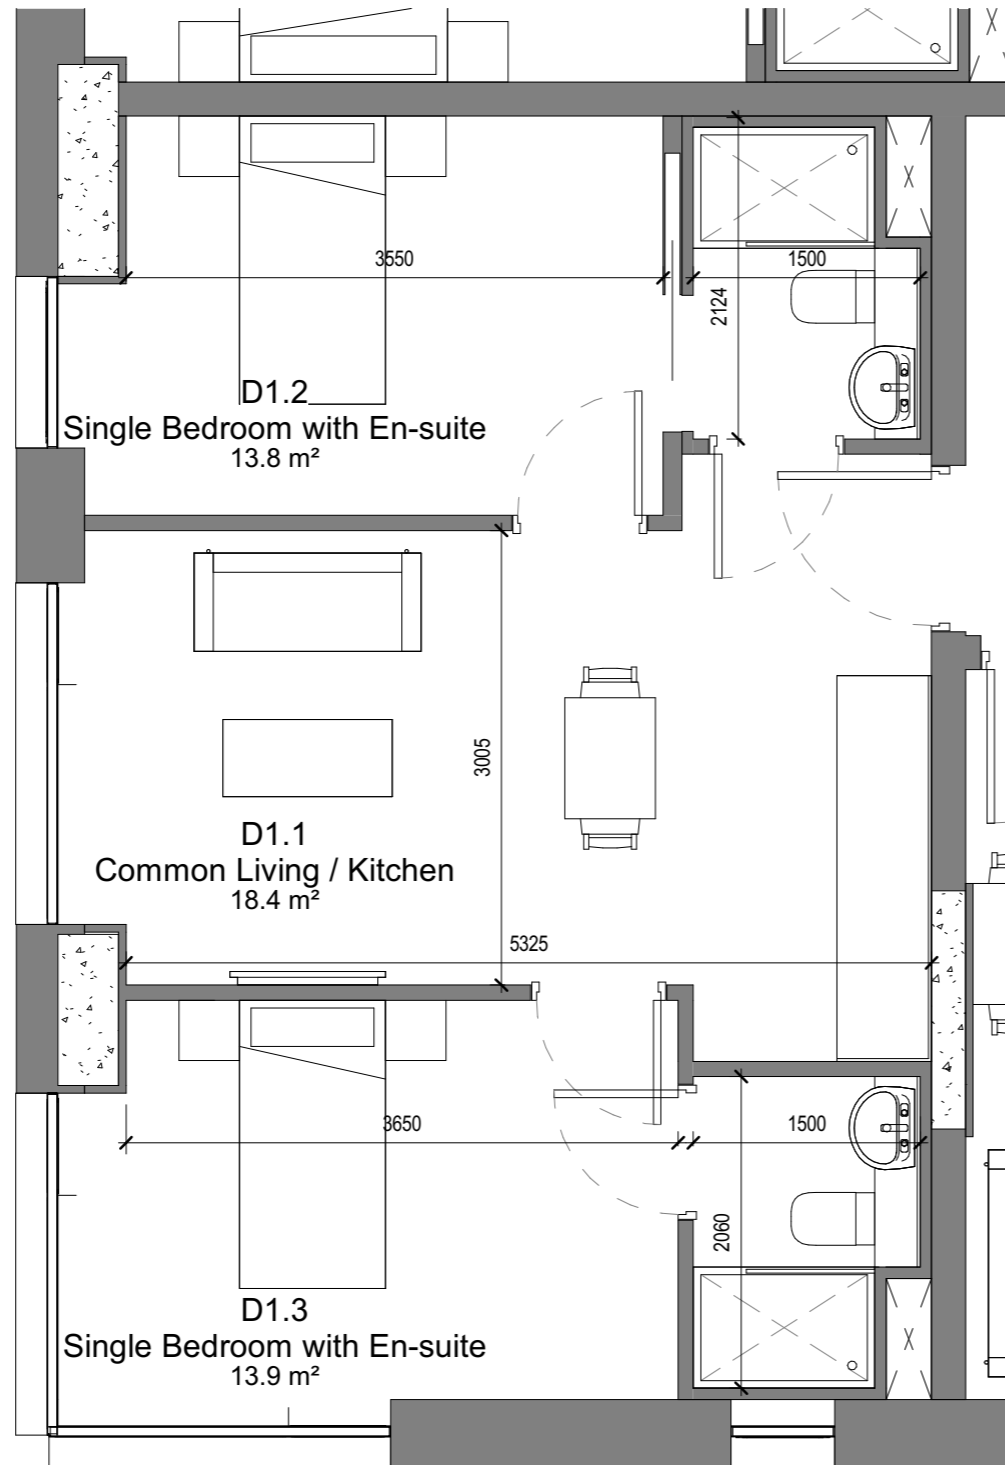 3550
1500
2124
D1.2
Single Bedroom with En-suite
13.8 m²
3005
D1.1
Common Living / Kitchen
18.4 m²
5325
3650
1500
2060
D1.3
Single Bedroom with En-suite
13.9 m²